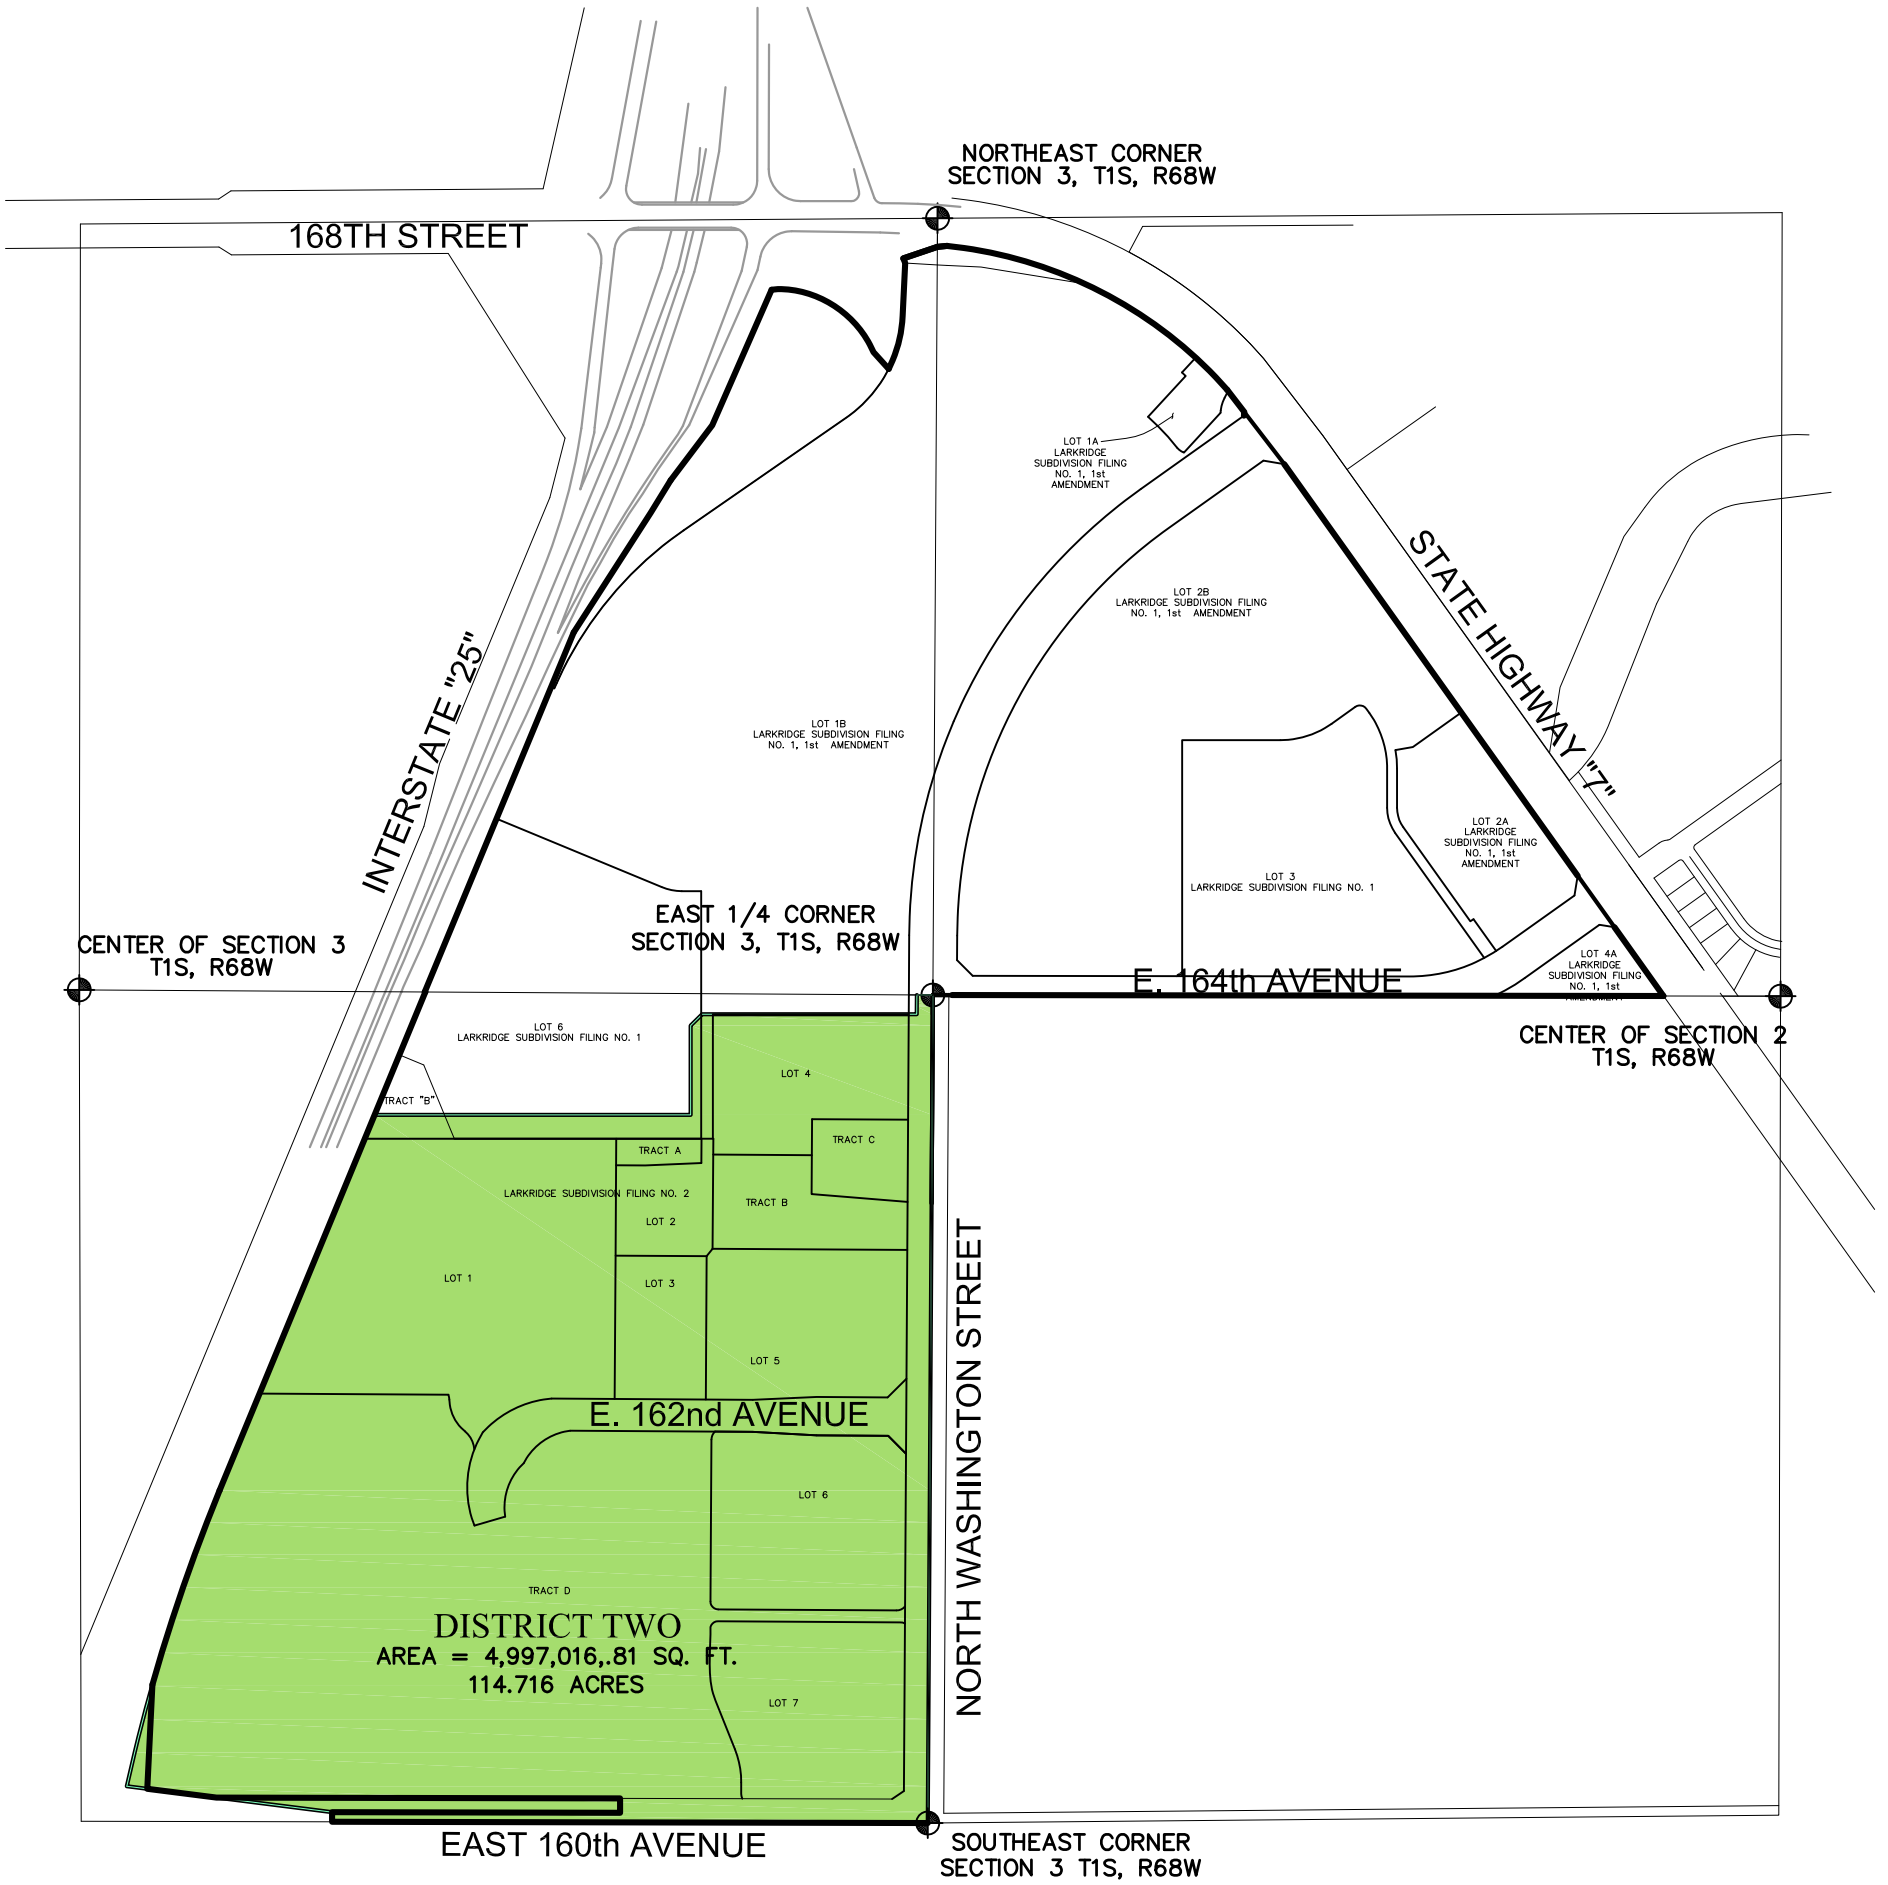 NORTHEAST CORNER
SECTION 3, T1S, R68W
168TH STREET
LOT 1A
LARKRIDGE
SUBDIVISION FILING
NO. 1, 1st
AMENDMENT
STATE HIGHWAY "7"
LOT 2B
LARKRIDGE SUBDIVISION FILING
NO. 1, 1st AMENDMENT
INTERSTATE "25"
LOT 1B
LARKRIDGE SUBDIVISION FILING
NO. 1, 1st AMENDMENT
LOT 2A
LARKRIDGE
SUBDIVISION FILING
NO. 1, 1st
AMENDMENT
LOT 3
LARKRIDGE SUBDIVISION FILING NO. 1
EAST 1/4 CORNER
SECTION 3, T1S, R68W
CENTER OF SECTION 3
T1S, R68W
LOT 4A
LARKRIDGE
SUBDIVISION FILING
NO. 1, 1st
AMENDMENT
E. 164th AVENUE
LOT 6
LARKRIDGE SUBDIVISION FILING NO. 1
CENTER OF SECTION 2
T1S, R68W
LOT 4
TRACT "B"
TRACT C
TRACT A
LARKRIDGE SUBDIVISION FILING NO. 2
TRACT B
LOT 2
LOT 1
LOT 3
LOT 5
E. 162nd AVENUE
NORTH WASHINGTON STREET
LOT 6
TRACT D
DISTRICT TWO
AREA = 4,997,016,.81 SQ. FT.
114.716 ACRES
LOT 7
EAST 160th AVENUE
SOUTHEAST CORNER
SECTION 3 T1S, R68W